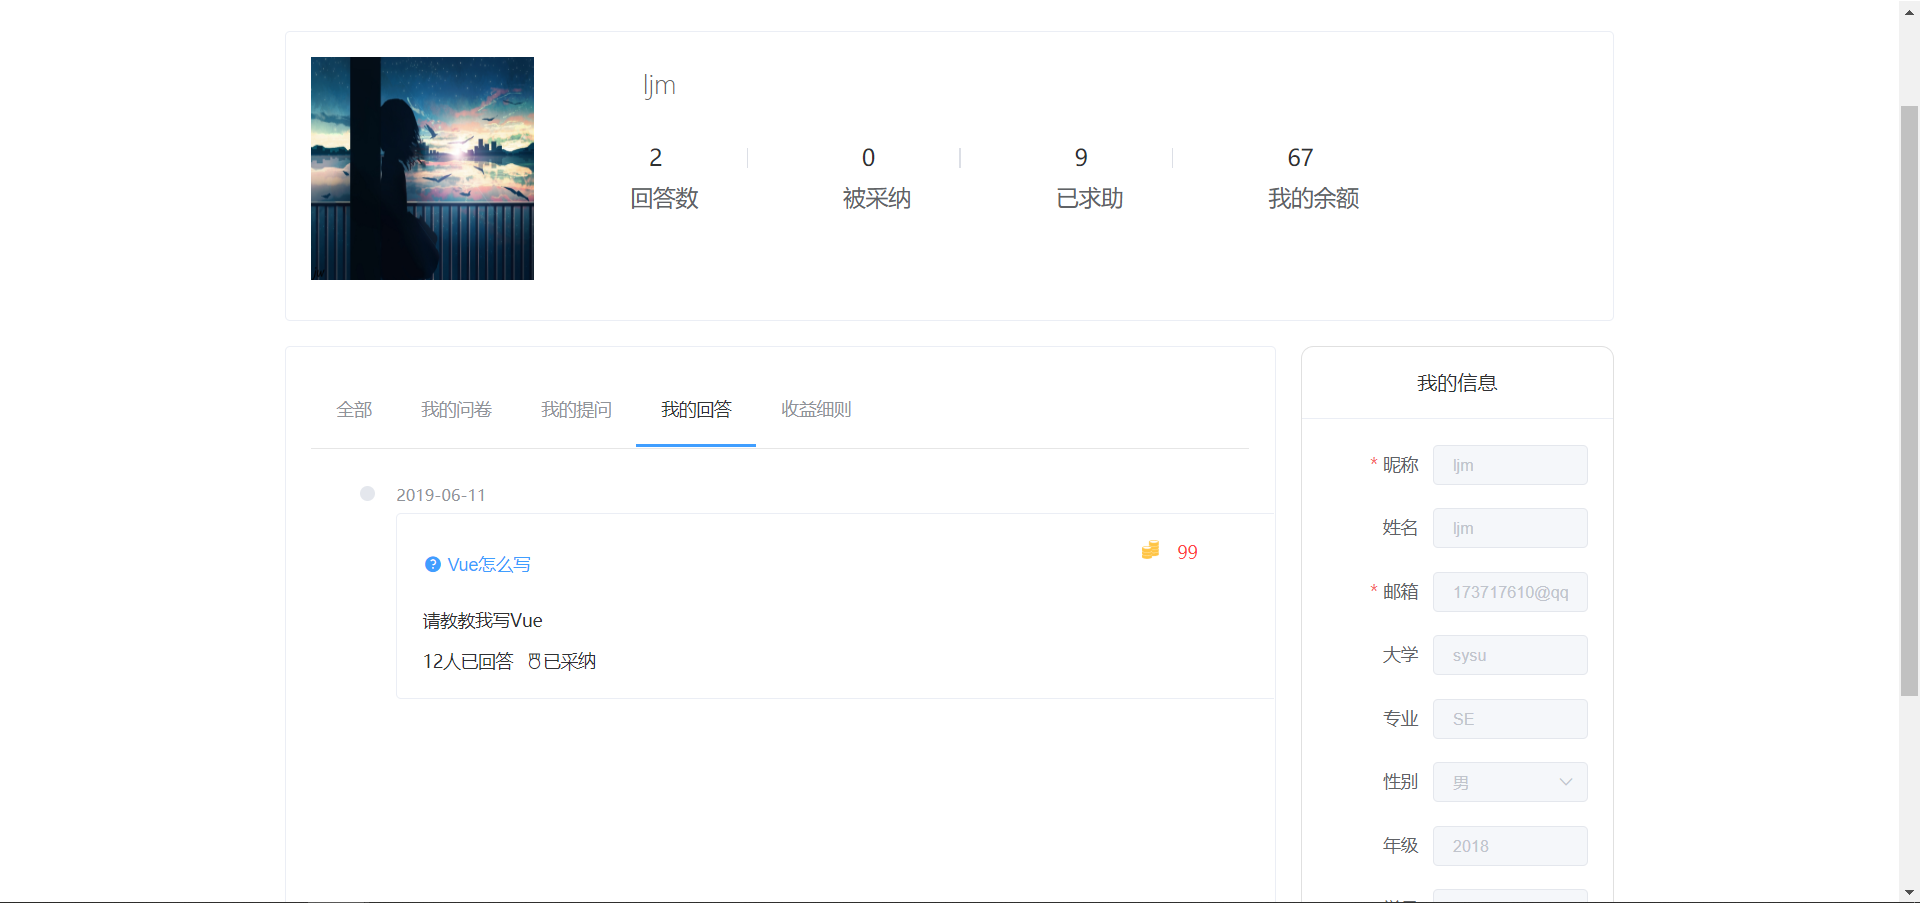 ljm
2
0
9
67
回答数
被采纳
已求助
我的余额
全部
我的问卷
我的提问
我的回答
收益细则
2019-06-11
Vue怎么写
99
请教教我写Vue
12人已回答
已采纳
我的信息
* 昵称
ljm
姓名
ljm
* 邮箱
173717610@qq
大学
sysu
专业
SE
性别
男
年级
2018